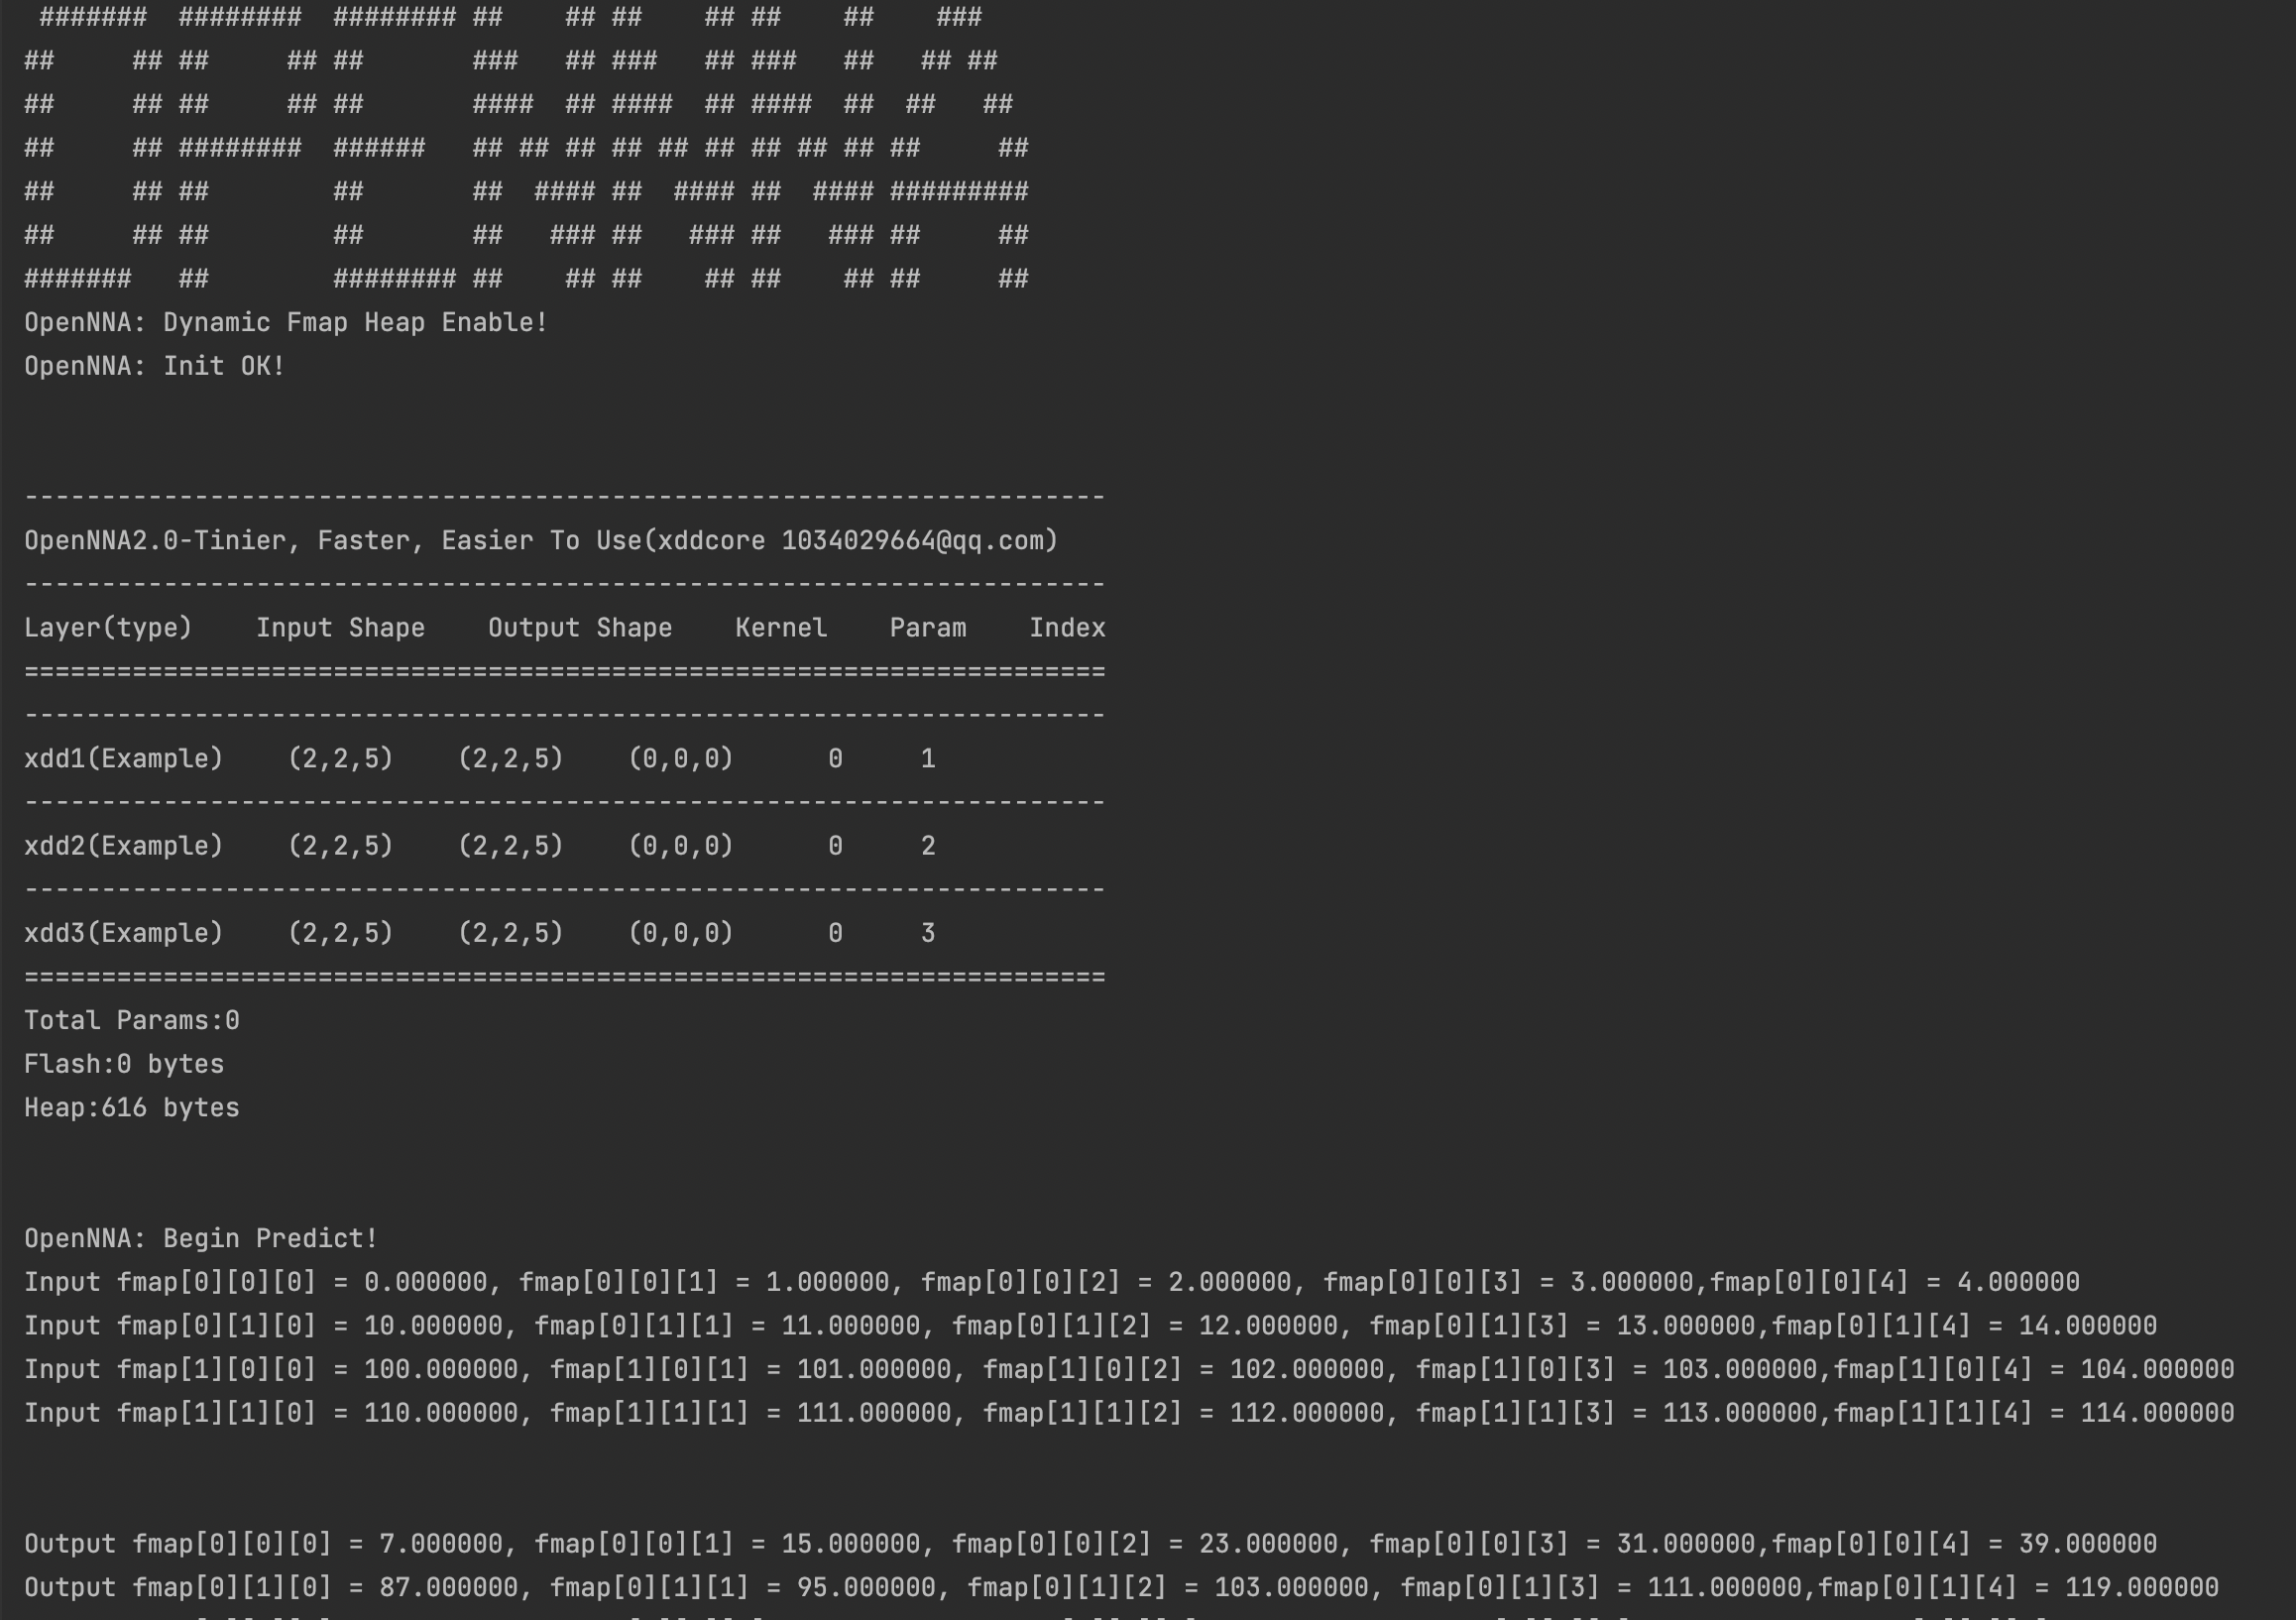 #######  ########  ######## ##    ## ##    ## ##    ##    ###
##     ## ##     ## ##       ###   ## ###   ## ###   ##   ## ##
##     ## ##     ## ##       ####  ## ####  ## ####  ##  ##   ##
##     ## ########  ######   ## ## ## ## ## ## ## ## ## ##     ##
##     ## ##        ##       ##  #### ##  #### ##  #### #########
##     ## ##        ##       ##   ### ##   ### ##   ### ##     ##
#######   ##        ######## ##    ## ##    ## ##    ## ##     ##
OpenNNA: Dynamic Fmap Heap Enable!
OpenNNA: Init OK!
----------------------------------------------------------------------
OpenNNA2.0-Tinier, Faster, Easier To Use(xddcore 1034029664@qq.com)
----------------------------------------------------------------------
Layer(type)    Input Shape    Output Shape    Kernel    Param    Index
======================================================================
----------------------------------------------------------------------
xdd1(Example)    (2,2,5)    (2,2,5)    (0,0,0)      0     1
----------------------------------------------------------------------
xdd2(Example)    (2,2,5)    (2,2,5)    (0,0,0)      0     2
----------------------------------------------------------------------
xdd3(Example)    (2,2,5)    (2,2,5)    (0,0,0)      0     3
======================================================================
Total Params:0
Flash:0 bytes
Heap:616 bytes
OpenNNA: Begin Predict!
Input fmap[0][0][0] = 0.000000, fmap[0][0][1] = 1.000000, fmap[0][0][2] = 2.000000, fmap[0][0][3] = 3.000000,fmap[0][0][4] = 4.000000
Input fmap[0][1][0] = 10.000000, fmap[0][1][1] = 11.000000, fmap[0][1][2] = 12.000000, fmap[0][1][3] = 13.000000,fmap[0][1][4] = 14.000000
Input fmap[1][0][0] = 100.000000, fmap[1][0][1] = 101.000000, fmap[1][0][2] = 102.000000, fmap[1][0][3] = 103.000000,fmap[1][0][4] = 104.000000
Input fmap[1][1][0] = 110.000000, fmap[1][1][1] = 111.000000, fmap[1][1][2] = 112.000000, fmap[1][1][3] = 113.000000,fmap[1][1][4] = 114.000000
Output fmap[0][0][0] = 7.000000, fmap[0][0][1] = 15.000000, fmap[0][0][2] = 23.000000, fmap[0][0][3] = 31.000000,fmap[0][0][4] = 39.000000
Output fmap[0][1][0] = 87.000000, fmap[0][1][1] = 95.000000, fmap[0][1][2] = 103.000000, fmap[0][1][3] = 111.000000,fmap[0][1][4] = 119.000000